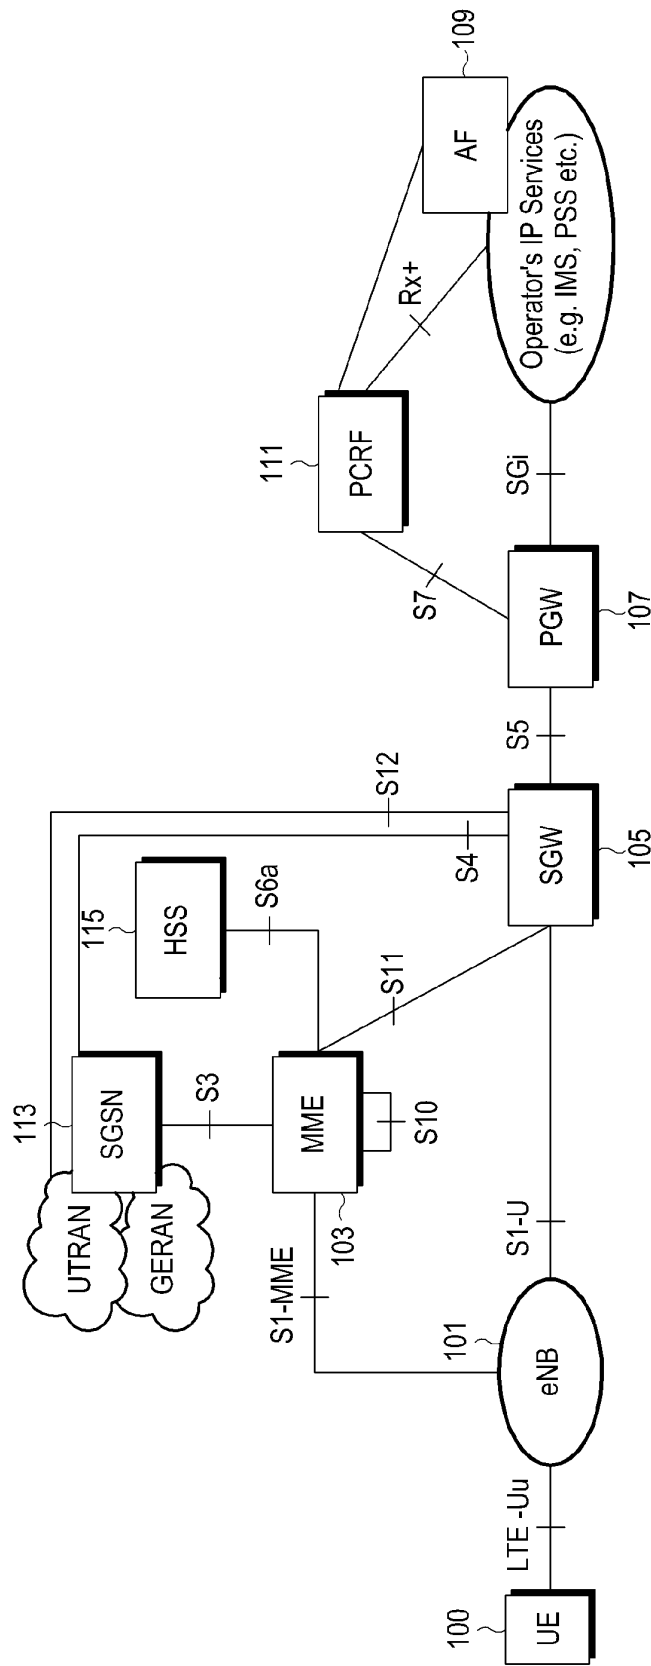 UTRAN
GERAN
113
SGSN
115
HSS
S3
S6a
S12
S4
S1-MME
103
MME
S10
S11
111
PCRF
S7
Rx+
109
AF
100
UE
LTE -Uu
101
eNB
S1-U
SGW
105
S5
PGW
107
SGi
Operator's IP Services
(e.g. IMS, PSS etc.)